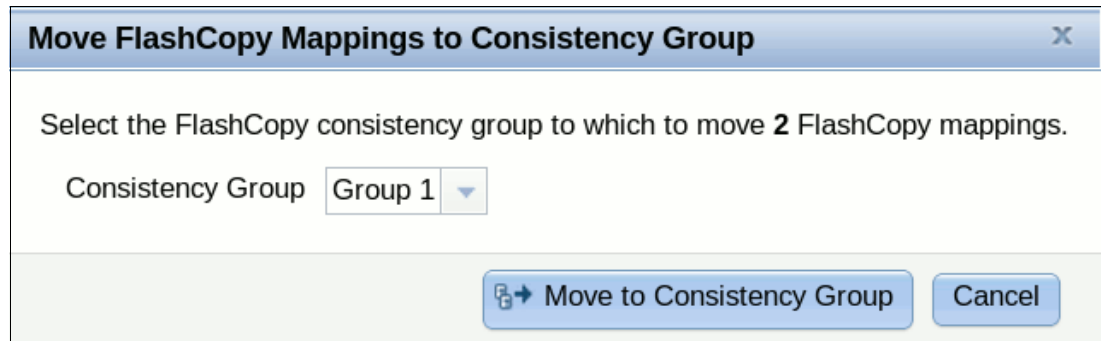 Move FlashCopy Mappings to Consistency Group x
Select the FlashCopy consistency group to which to move 2 FlashCopy mappings.
Consistency Group Group 1
Move to Consistency Group Cancel